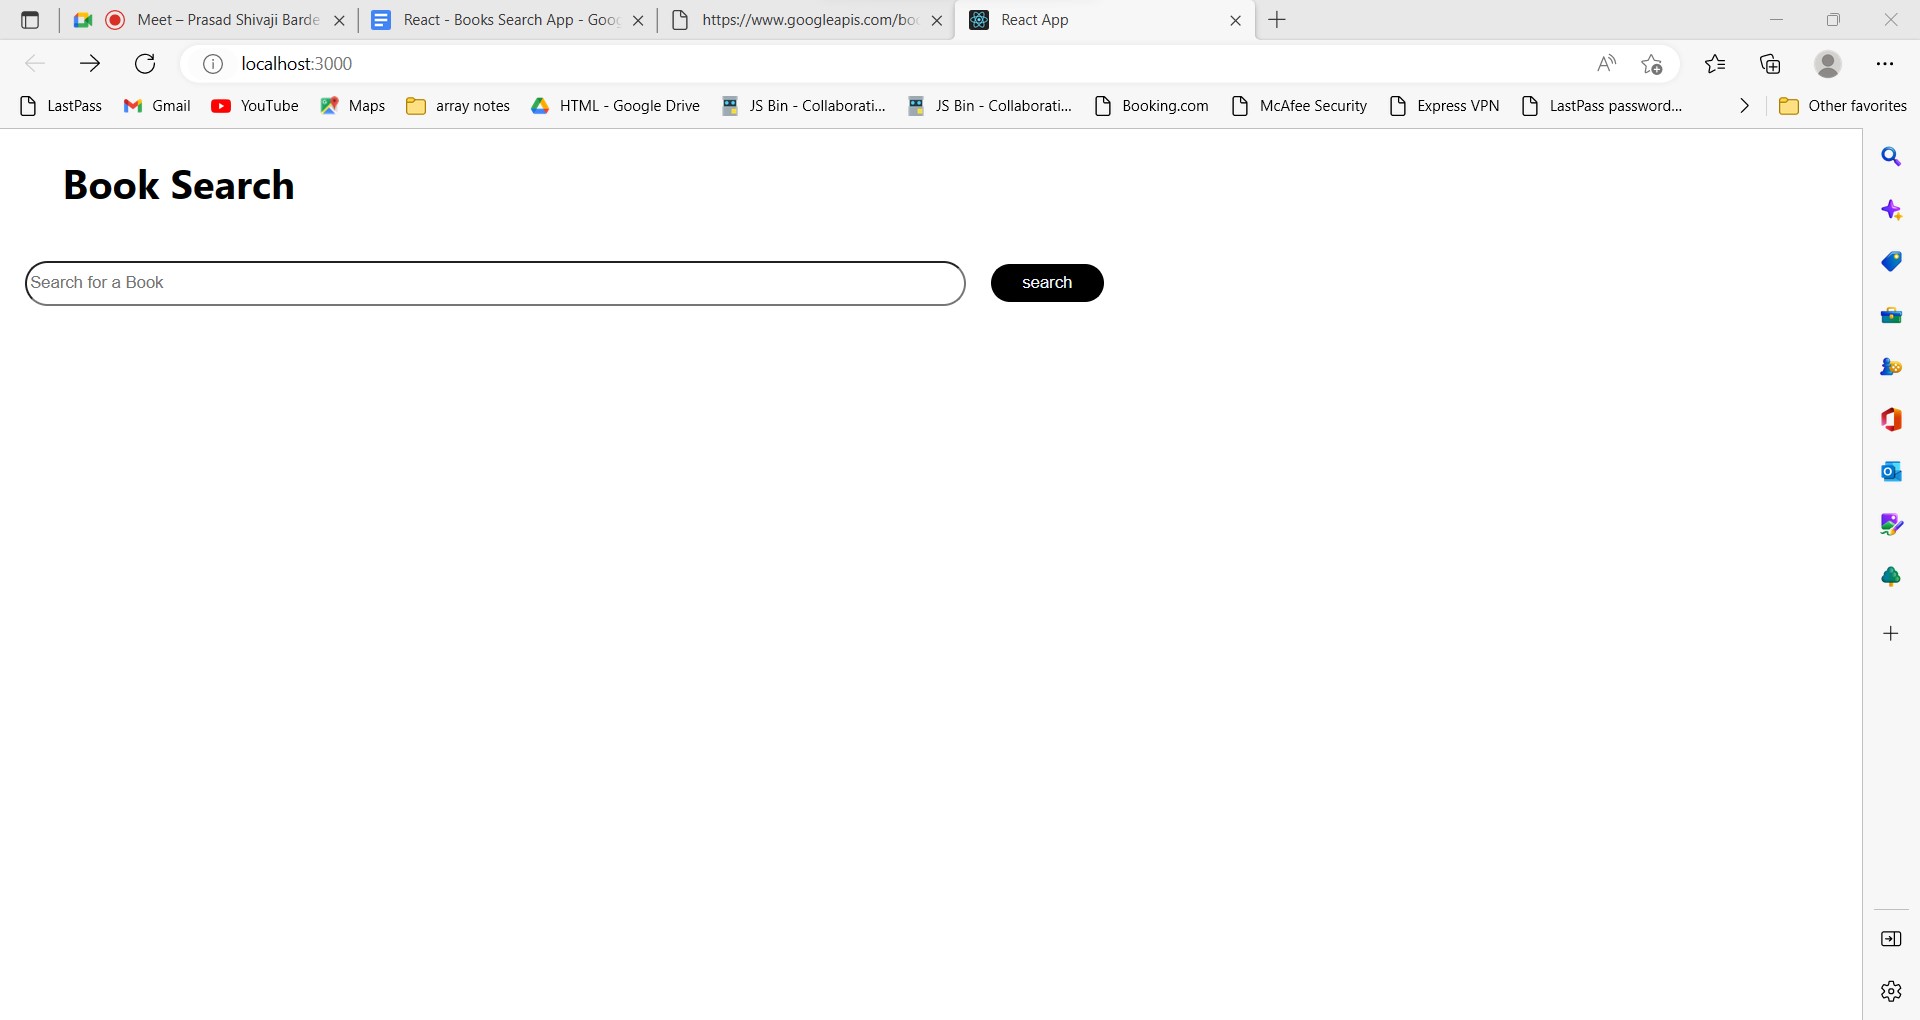 Meet – Prasad Shivaji Barde
React - Books Search App - Goog
https://www.googleapis.com/bo
React App
localhost:3000
LastPass
Gmail
YouTube
Maps
array notes
HTML - Google Drive
JS Bin - Collaborati...
JS Bin - Collaborati...
Booking.com
McAfee Security
Express VPN
LastPass password...
Other favorites
Book Search
Search for a Book
search